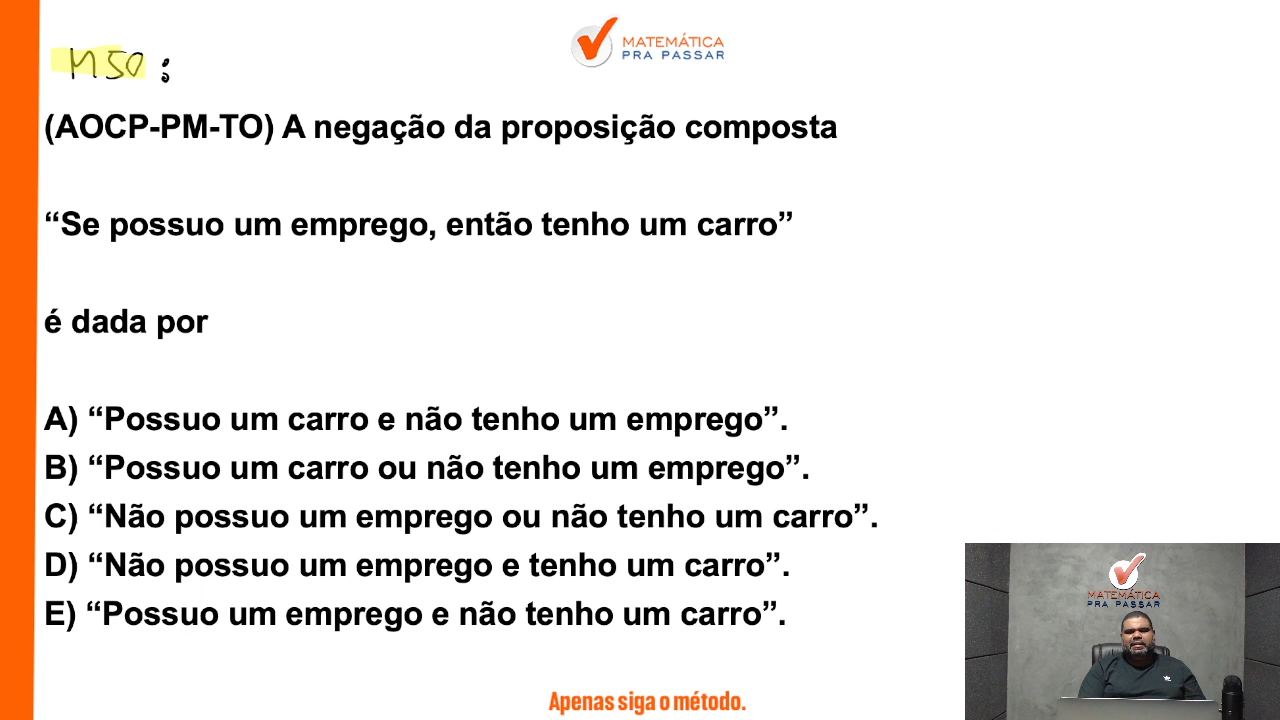 MATEMÁTICA
PRA PASSAR
M50:
(AOCP-PM-TO) A negação da proposição composta
“Se possuo um emprego, então tenho um carro”
é dada por
A) “Possuo um carro e não tenho um emprego”.
B) “Possuo um carro ou não tenho um emprego”.
C) “Não possuo um emprego ou não tenho um carro”.
D) “Não possuo um emprego e tenho um carro”.
E) “Possuo um emprego e não tenho um carro”.
MATEMÁTICA
PRA PASSAR
Apenas siga o método.